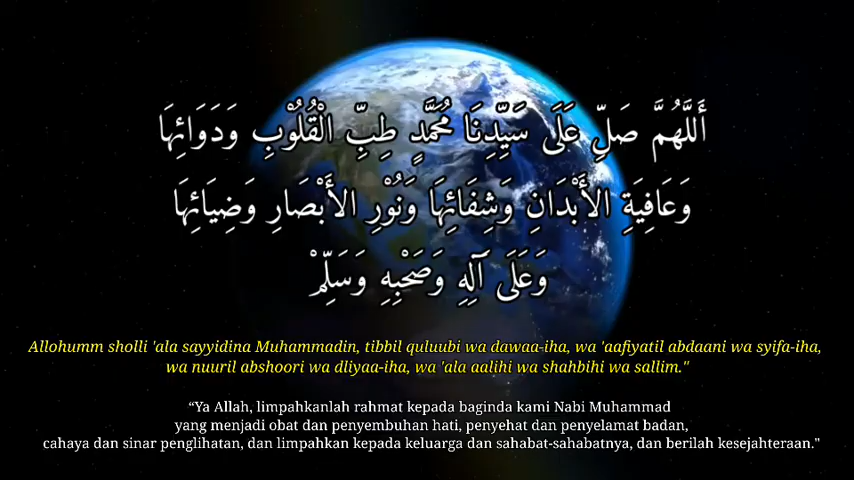 أَللَّهُمَّ صَلِّ عَلَى سَيِّدِنَا مُحَمَّدٍ طِبِّ الْقُلُوْبِ وَدَوَائِهَا
وَعَافِيَةِ الأَبْدَانِ وَشِفَائِهَا وَنُوْرِ الأَبْصَارِ وَضِيَائِهَا
وَعَلَى آلِهِ وَصَحْبِهِ وَسَلِّمْ
Allohumm sholli 'ala sayyidina Muhammadin, tibbil quluubi wa dawaa-iha, wa 'aafiyatil abdaani wa syifa-iha,
wa nuuril abshoori wa dliyaa-iha, wa 'ala aalihi wa shahbihi wa sallim."
“Ya Allah, limpahkanlah rahmat kepada baginda kami Nabi Muhammad
yang menjadi obat dan penyembuhan hati, penyehat dan penyelamat badan,
cahaya dan sinar penglihatan, dan limpahkan kepada keluarga dan sahabat-sahabatnya, dan berilah kesejahteraan."